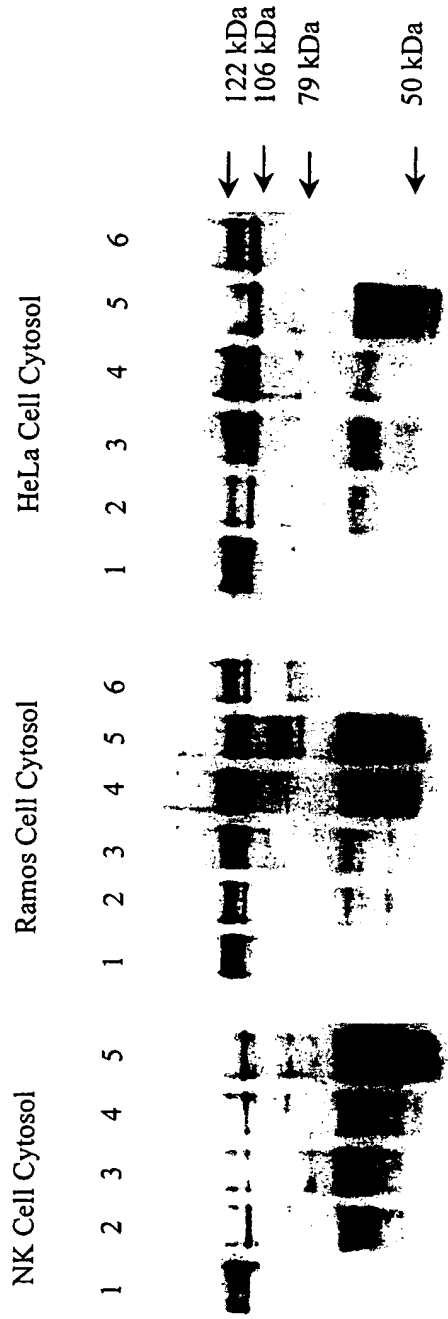 NK Cell Cytosol
1 2 3 4 5
Ramos Cell Cytosol
1 2 3 4 5 6
HeLa Cell Cytosol
1 2 3 4 5 6
122 kDa
106 kDa
79 kDa
50 kDa